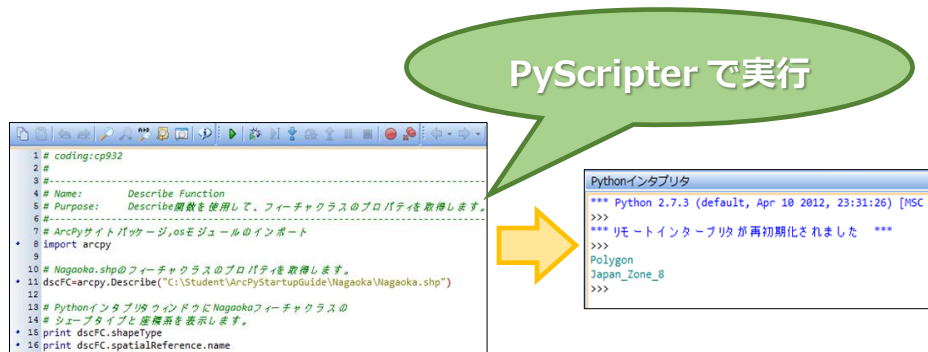 PyScripter で実行
1 # coding:cp932
2 #
3 #-------------------------------------------------------------------------------
4 # Name:        Describe Function
5 # Purpose:     Describe関数を使用して、フィーチャクラスのプロパティを取得します。
6 #-------------------------------------------------------------------------------
7 # ArcPyサイトパッケージ,osモジュールのインポート
8 import arcpy
9
10 # Nagaoka.shpのフィーチャクラスのプロパティを取得します。
11 dscFC=arcpy.Describe("C:\Student\ArcPyStartupGuide\Nagaoka\Nagaoka.shp")
12
13 # PythonインタプリタウィンドウにNagaokaフィーチャクラスの
14 # シェープタイプと座標系を表示します。
15 print dscFC.shapeType
16 print dscFC.spatialReference.name
Pythonインタプリタ
*** Python 2.7.3 (default, Apr 10 2012, 23:31:26) [MSC
>>>
*** リモートインタープリタが再初期化されました ***
>>>
Polygon
Japan_Zone_8
>>>